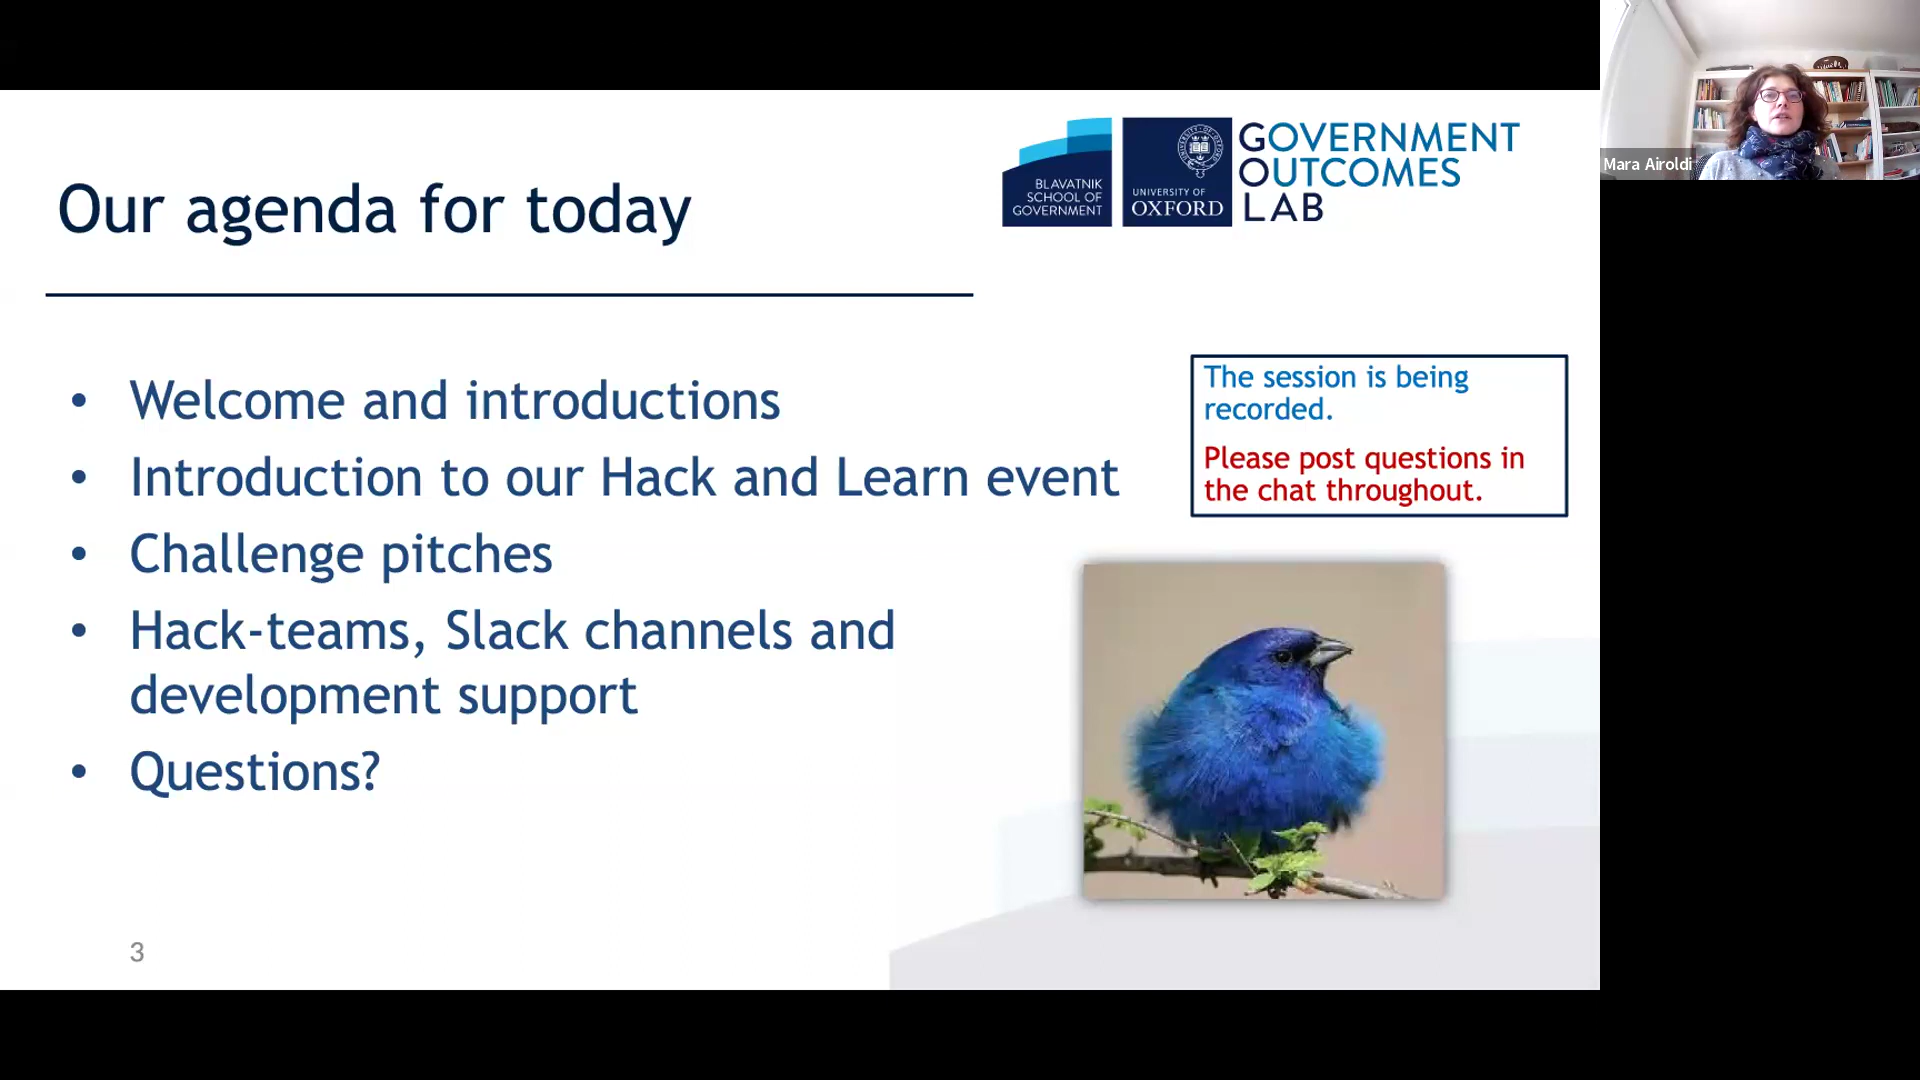 Our agenda for today
BLAVATNIK
SCHOOL OF
GOVERNMENT
UNIVERSITY OF
OXFORD
GOVERNMENT
OUTCOMES
LAB
Mara Airoldi
• Welcome and introductions
• Introduction to our Hack and Learn event
• Challenge pitches
• Hack-teams, Slack channels and
development support
• Questions?
The session is being
recorded.
Please post questions in
the chat throughout.
3